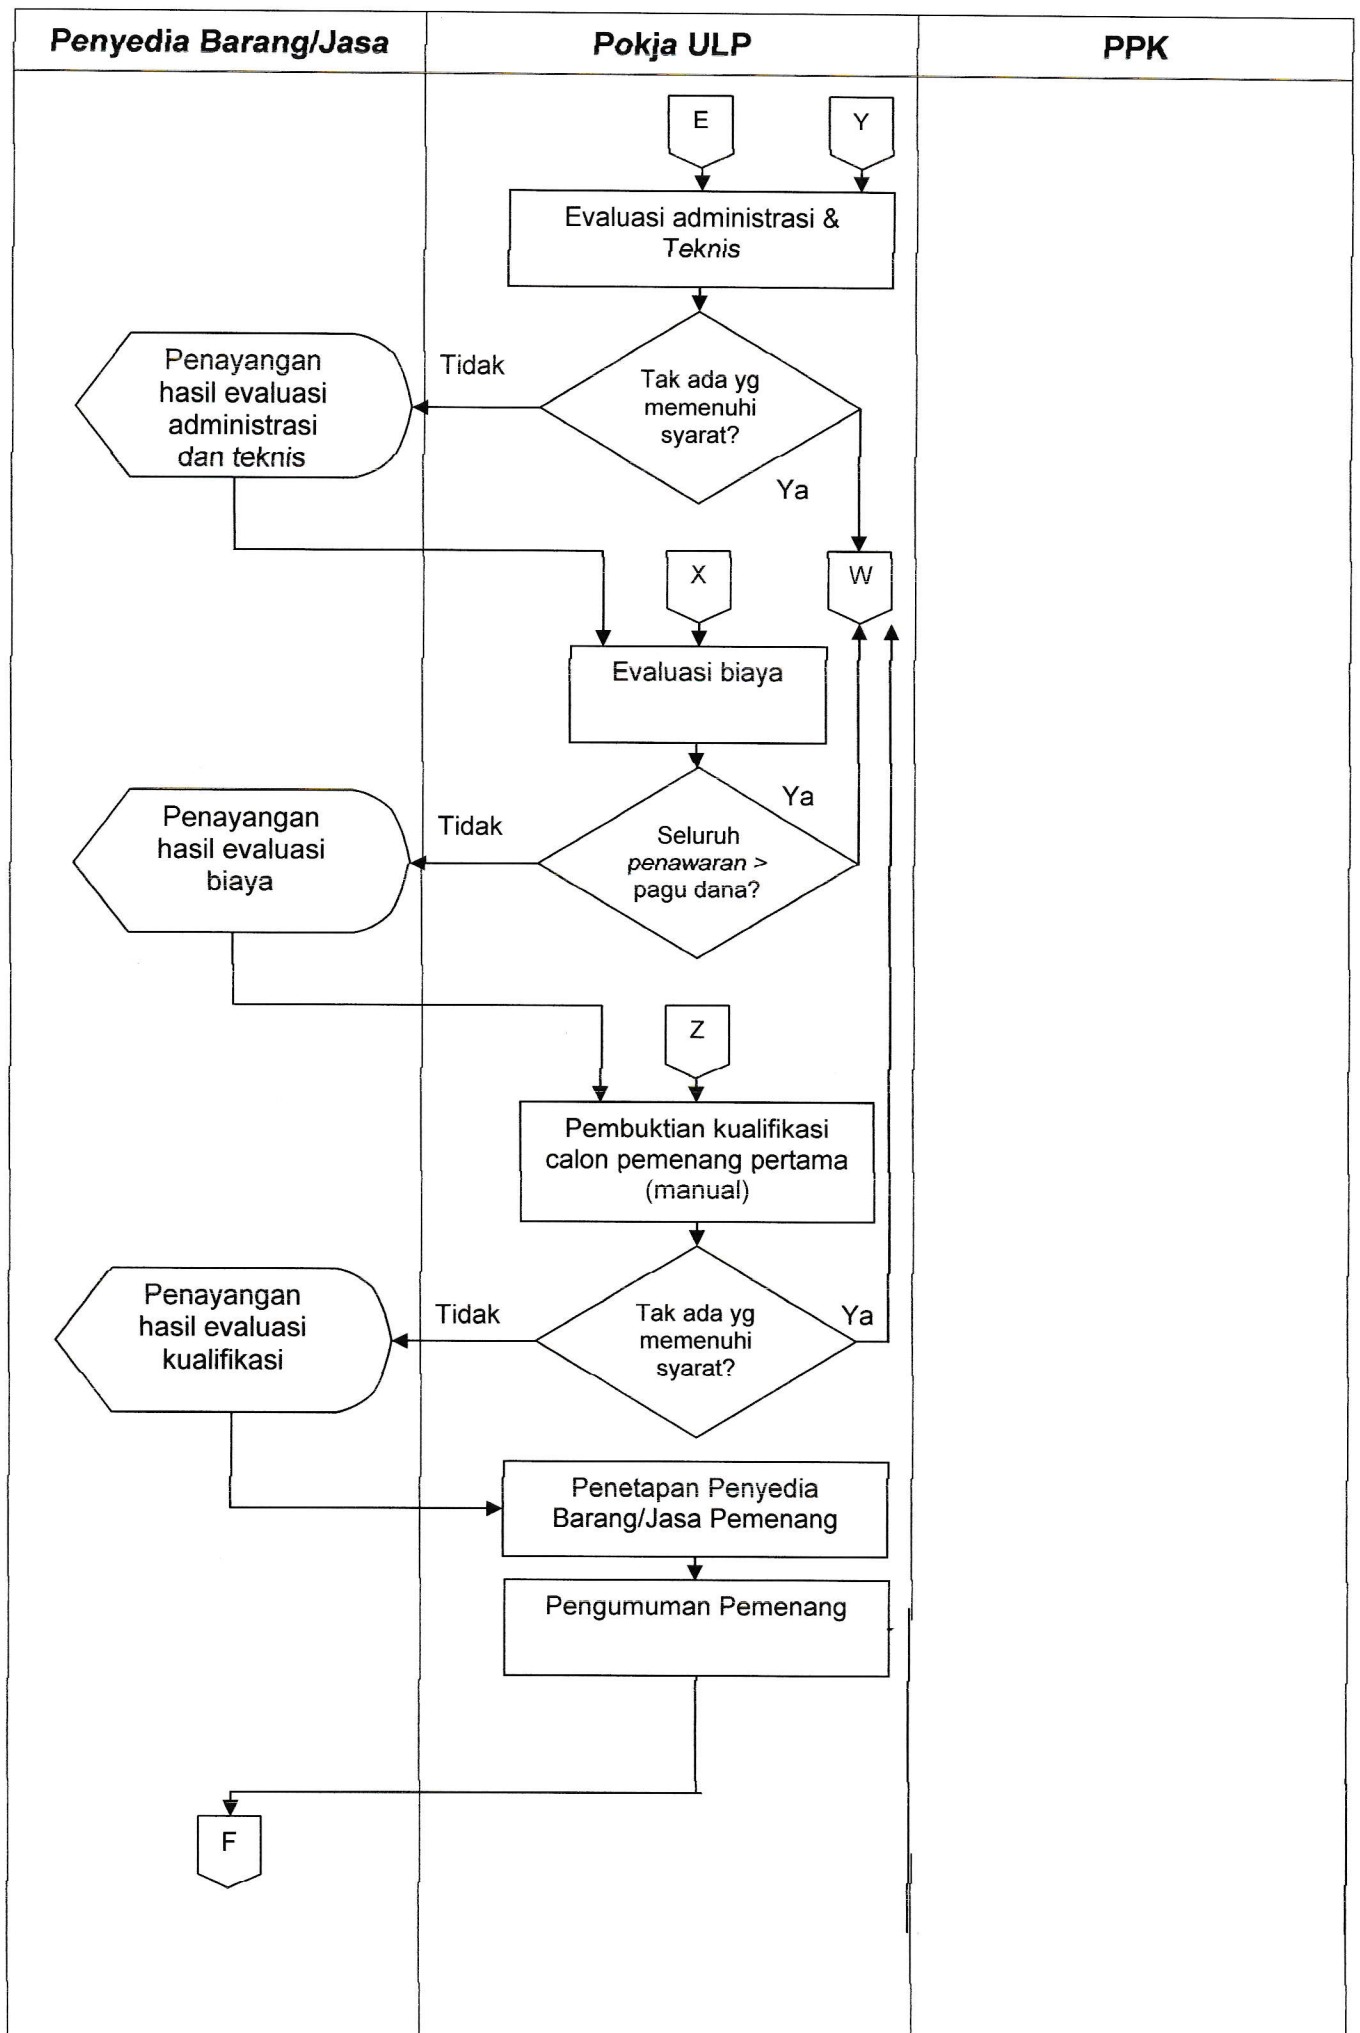 Penyedia Barang/Jasa
Pokja ULP
PPK
E
Y
Evaluasi administrasi &
Teknis
Penayangan
hasil evaluasi
administrasi
dan teknis
Tidak
Tak ada yg
memenuhi
syarat?
Ya
X
W
Evaluasi biaya
Penayangan
hasil evaluasi
biaya
Tidak
Seluruh
penawaran >
pagu dana?
Ya
Z
Pembuktian kualifikasi
calon pemenang pertama
(manual)
Penayangan
hasil evaluasi
kualifikasi
Tidak
Tak ada yg
memenuhi
syarat?
Ya
Penetapan Penyedia
Barang/Jasa Pemenang
Pengumuman Pemenang
F